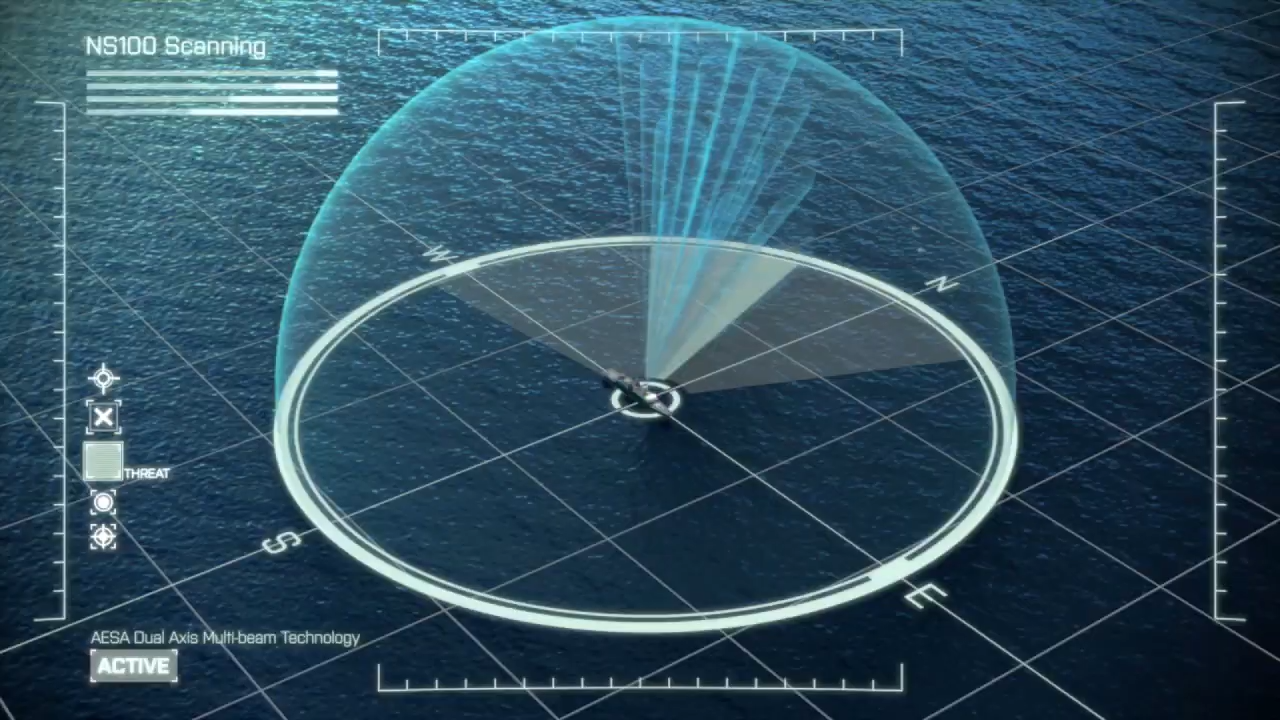 NS100 Scanning
W
N
THREAT
S
E
AESA Dual Axis Multi-beam Technology
ACTIVE